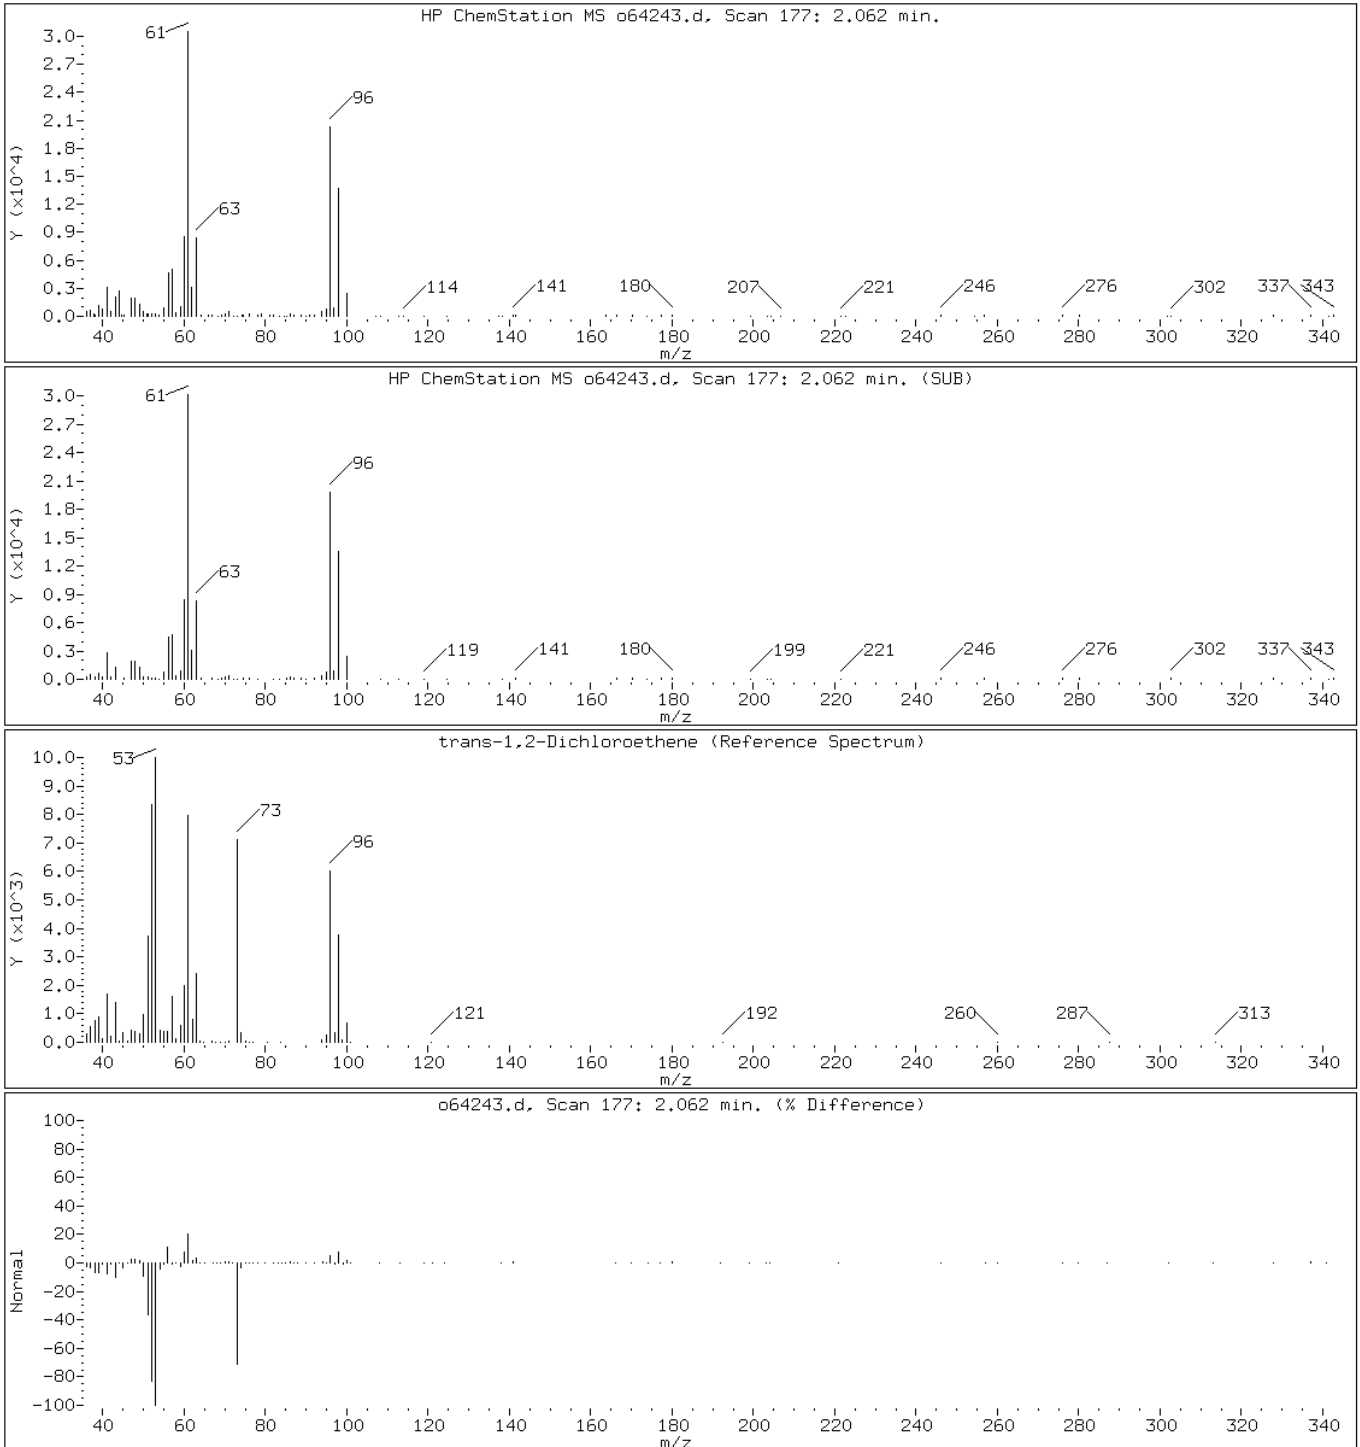 HP ChemStation MS o64243.d, Scan 177: 2.062 min.
Y (x10^4)
3.0
2.7
2.4
2.1
1.8
1.5
1.2
0.9
0.6
0.3
0.0
61
96
63
114 141 180 207 221 246 276 302 337 343
40 60 80 100 120 140 160 180 200 220 240 260 280 300 320 340
m/z
HP ChemStation MS o64243.d, Scan 177: 2.062 min. (SUB)
Y (x10^4)
3.0
2.7
2.4
2.1
1.8
1.5
1.2
0.9
0.6
0.3
0.0
61
96
63
119 141 180 199 221 246 276 302 337 343
40 60 80 100 120 140 160 180 200 220 240 260 280 300 320 340
m/z
trans-1,2-Dichloroethene (Reference Spectrum)
Y (x10^3)
10.0
9.0
8.0
7.0
6.0
5.0
4.0
3.0
2.0
1.0
0.0
53
73
96
121 192 260 287 313
40 60 80 100 120 140 160 180 200 220 240 260 280 300 320 340
m/z
o64243.d, Scan 177: 2.062 min. (% Difference)
Normal
100
80
60
40
20
0
-20
-40
-60
-80
-100
40 60 80 100 120 140 160 180 200 220 240 260 280 300 320 340
m/z